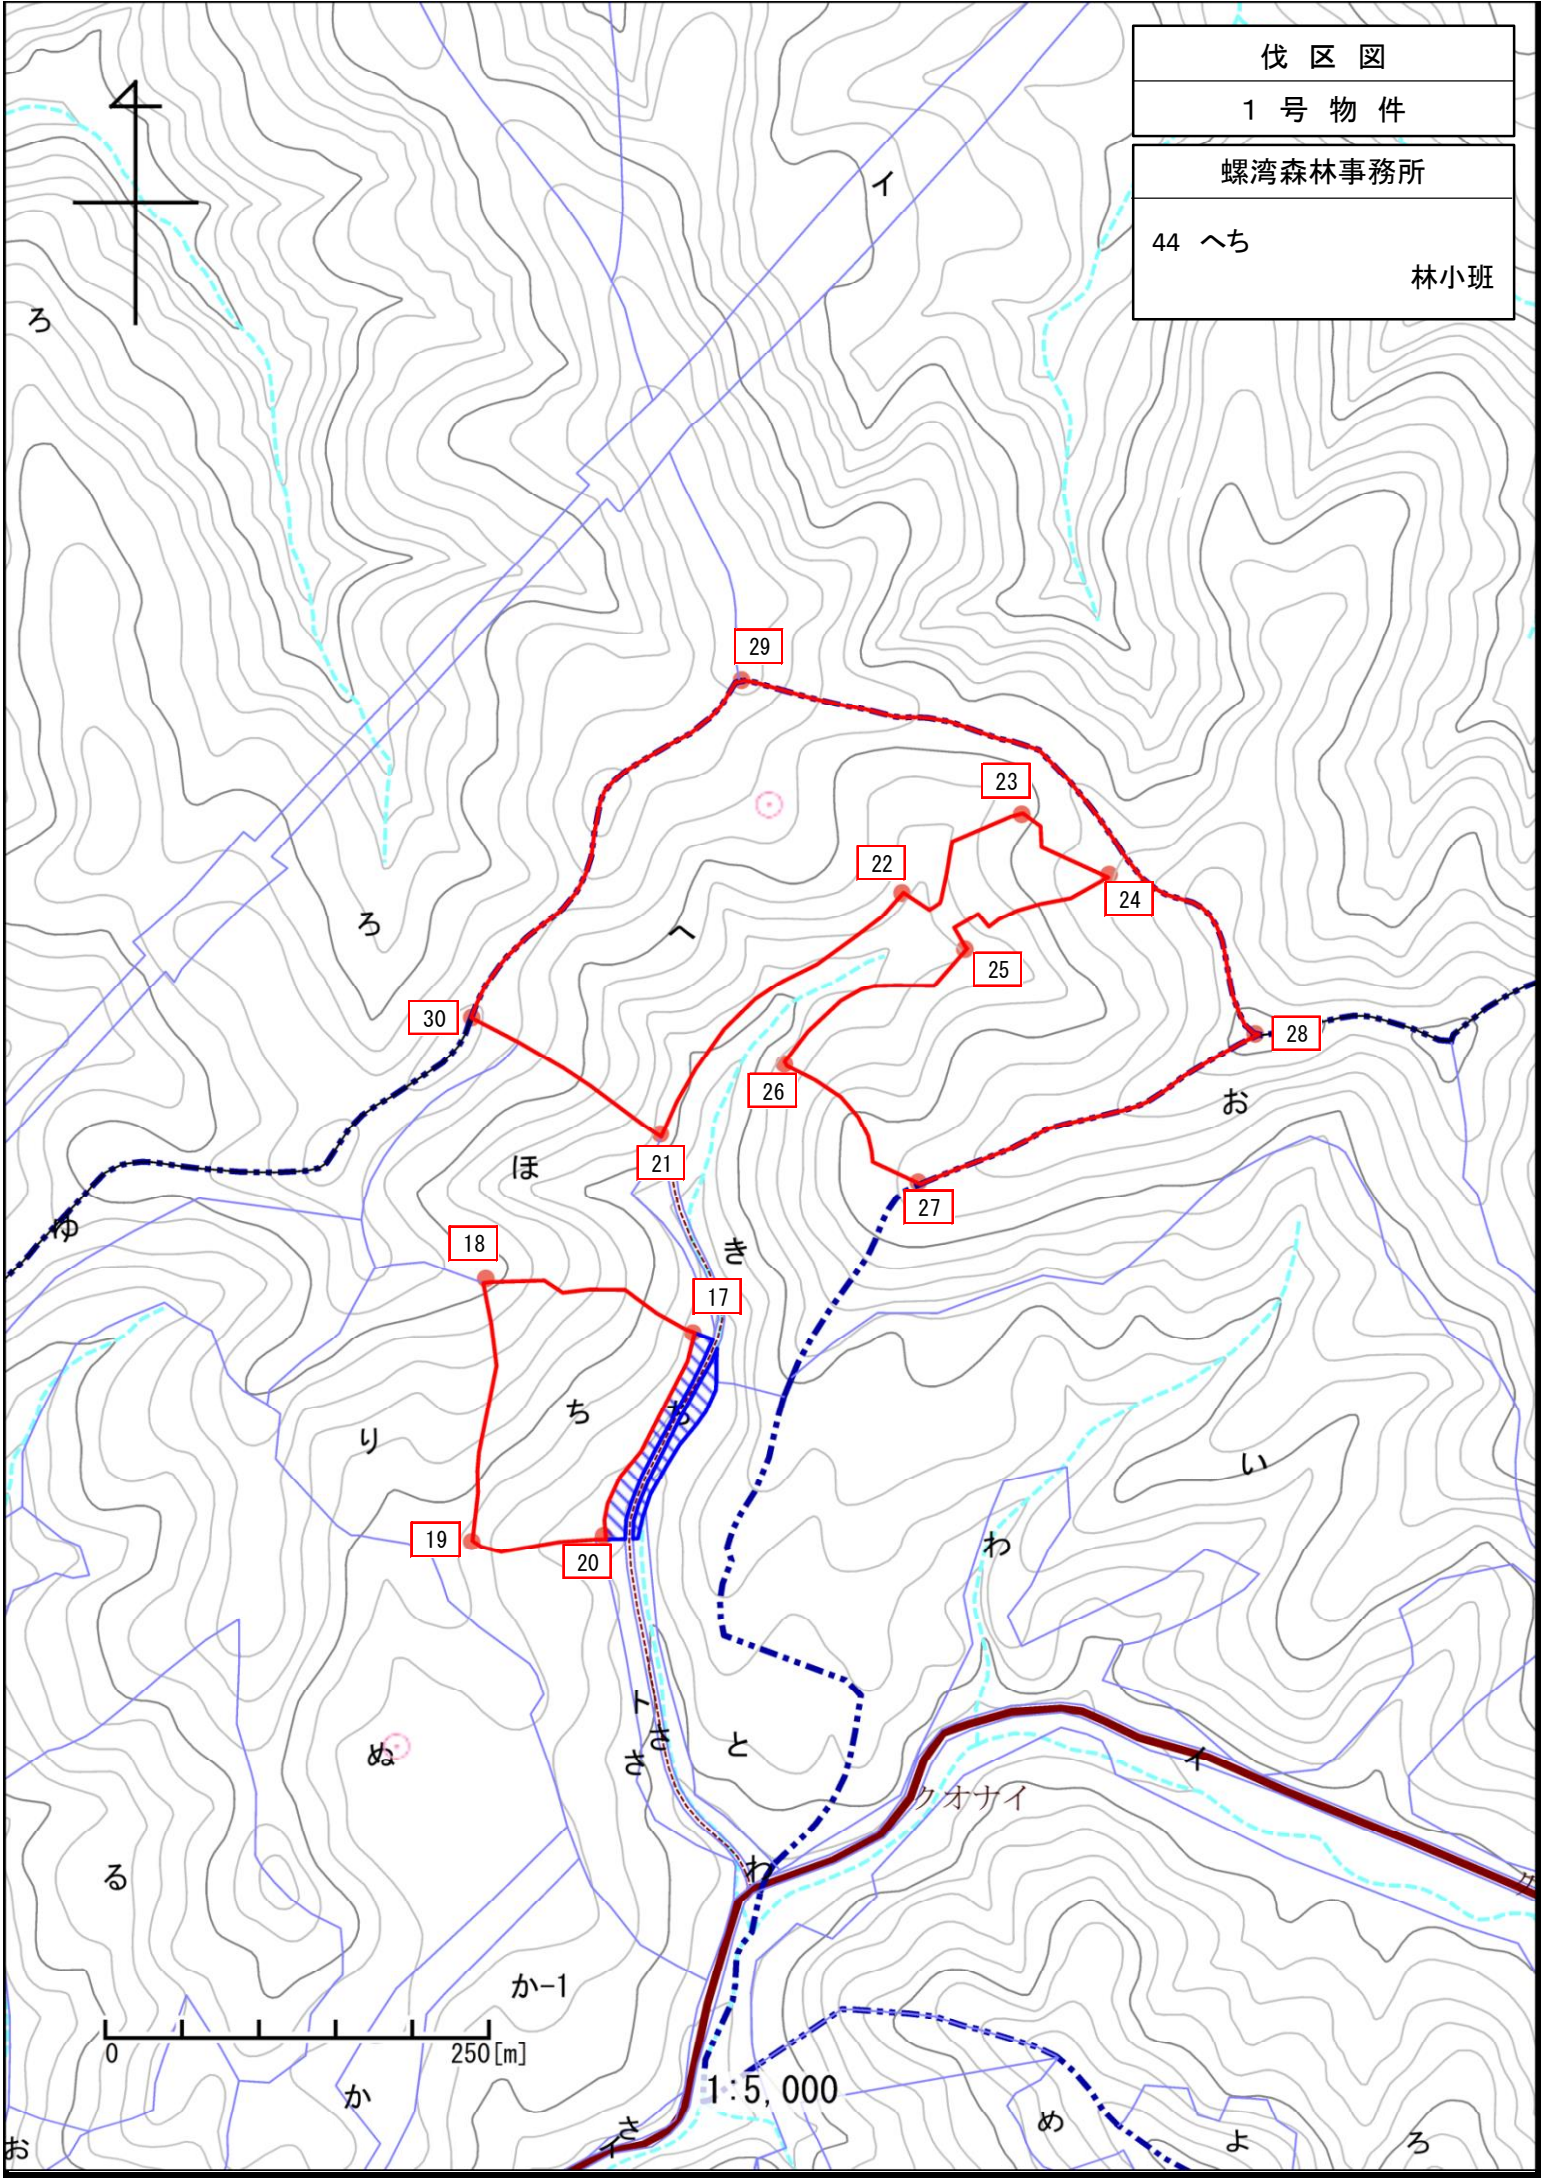 伐区図
1号物件
螺湾森林事務所
44 へち
林小班
イ
ろ
29
23
22
24
ろ
へ
25
30
28
26
お
21
ほ
27
ゆ
き
18
17
ち
ち
り
い
19
20
わ
ト
さ
さ
と
ぬ
イ
クオナイ
わ
る
ク
か-1
0
250[m]
1:5,000
か
さ
イ
め
お
よ
ろ